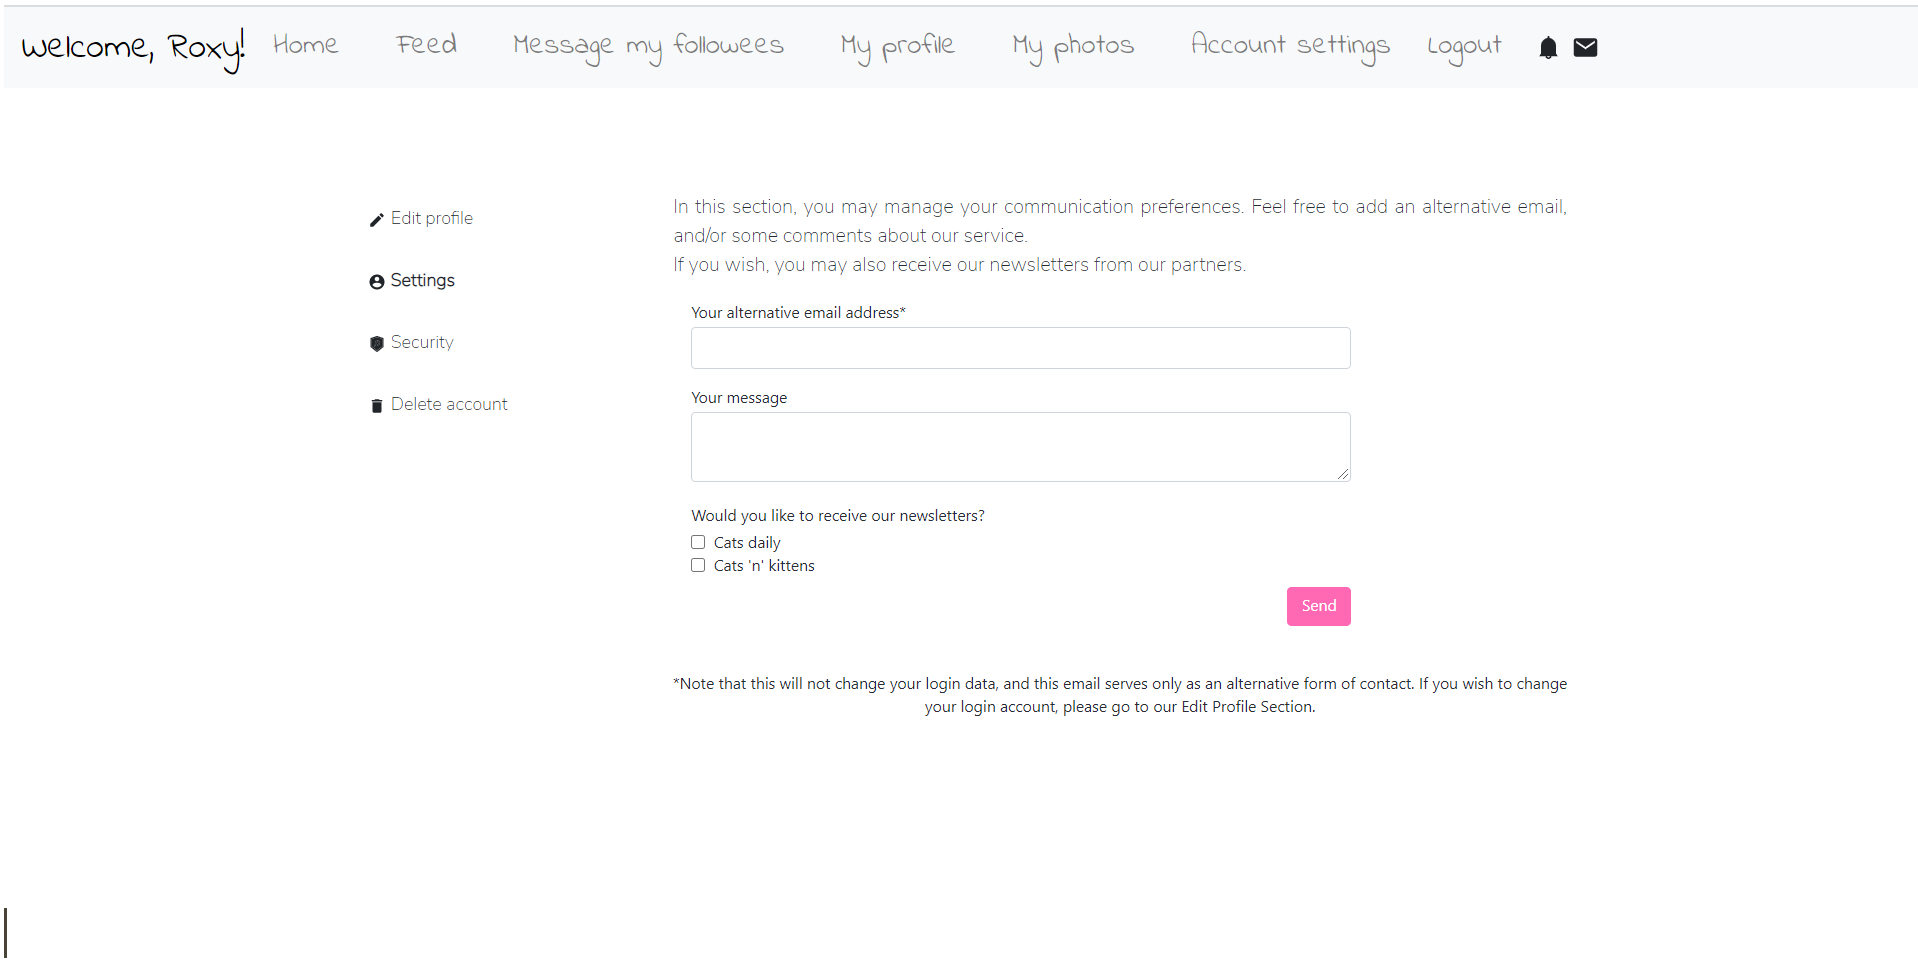 Welcome, Roxy! Home Feed Message my followees My profile My photos Account settings Logout
Edit profile
Settings
Security
Delete account
In this section, you may manage your communication preferences. Feel free to add an alternative email,
and/or some comments about our service.
If you wish, you may also receive our newsletters from our partners.
Your alternative email address*
Your message
Would you like to receive our newsletters?
Cats daily
Cats 'n' kittens
Send
*Note that this will not change your login data, and this email serves only as an alternative form of contact. If you wish to change
your login account, please go to our Edit Profile Section.